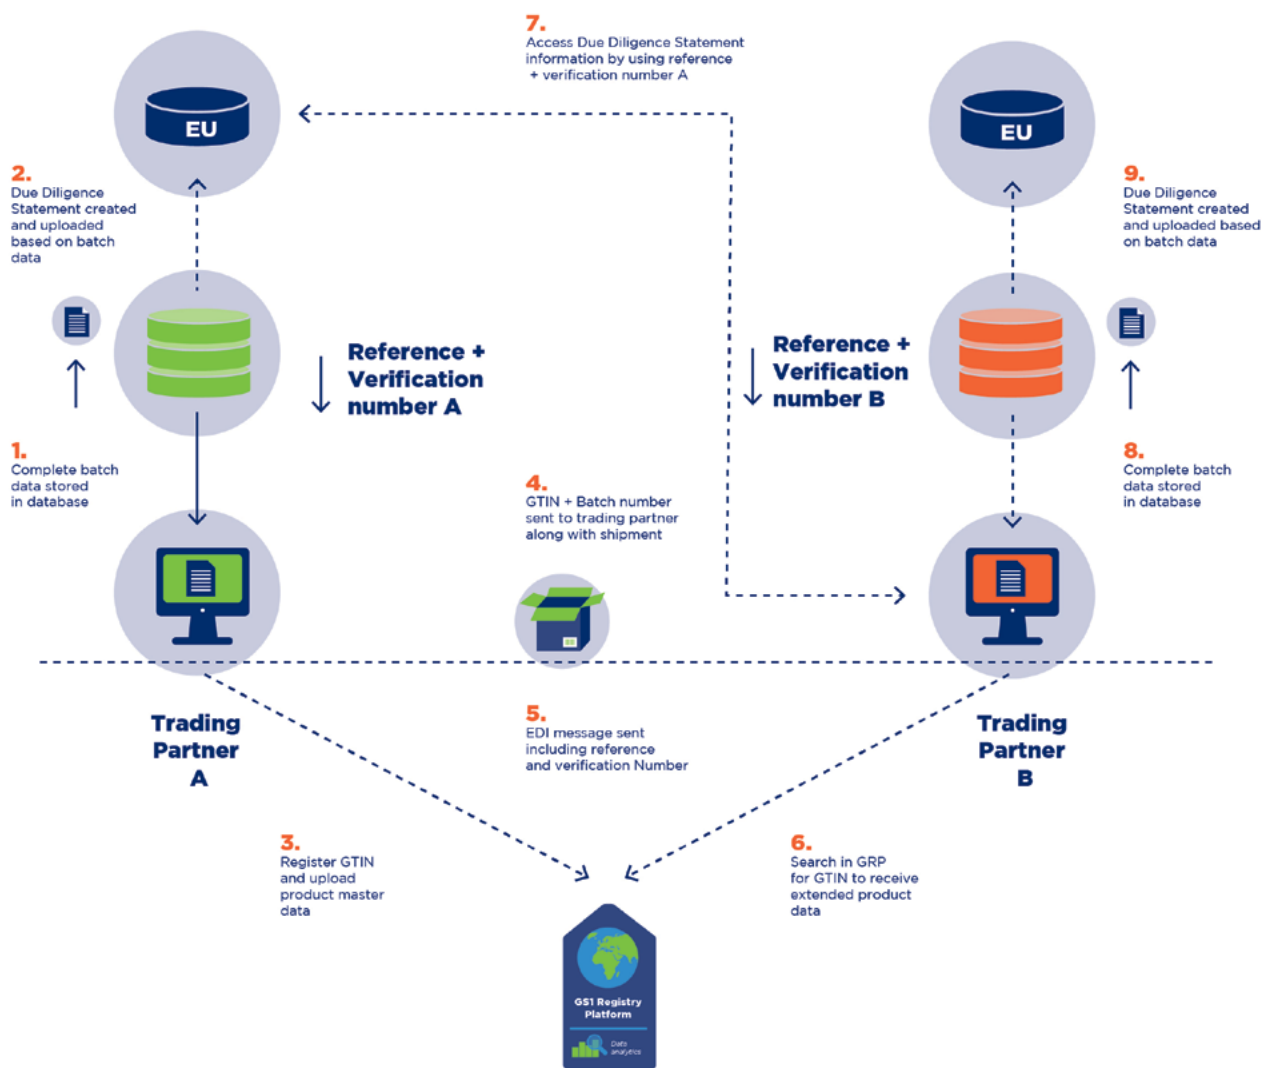 7.
Access Due Diligence Statement
information by using reference
+ verification number A
EU
EU
2.
Due Diligence
Statement created
and uploaded
based on batch
data
9.
Due Diligence
Statement created
and uploaded based
on batch data
Reference +
Verification
number A
Reference +
Verification
number B
1.
Complete batch
data stored
in database
4.
GTIN + Batch number
sent to trading partner
along with shipment
8.
Complete batch
data stored
in database
Trading
Partner
A
5.
EDI message sent
including reference
and verification Number
Trading
Partner
B
3.
Register GTIN
and upload
product master
data
6.
Search in GRP
for GTIN to receive
extended product
data
GS1 Registry
Platform
Data
analytics